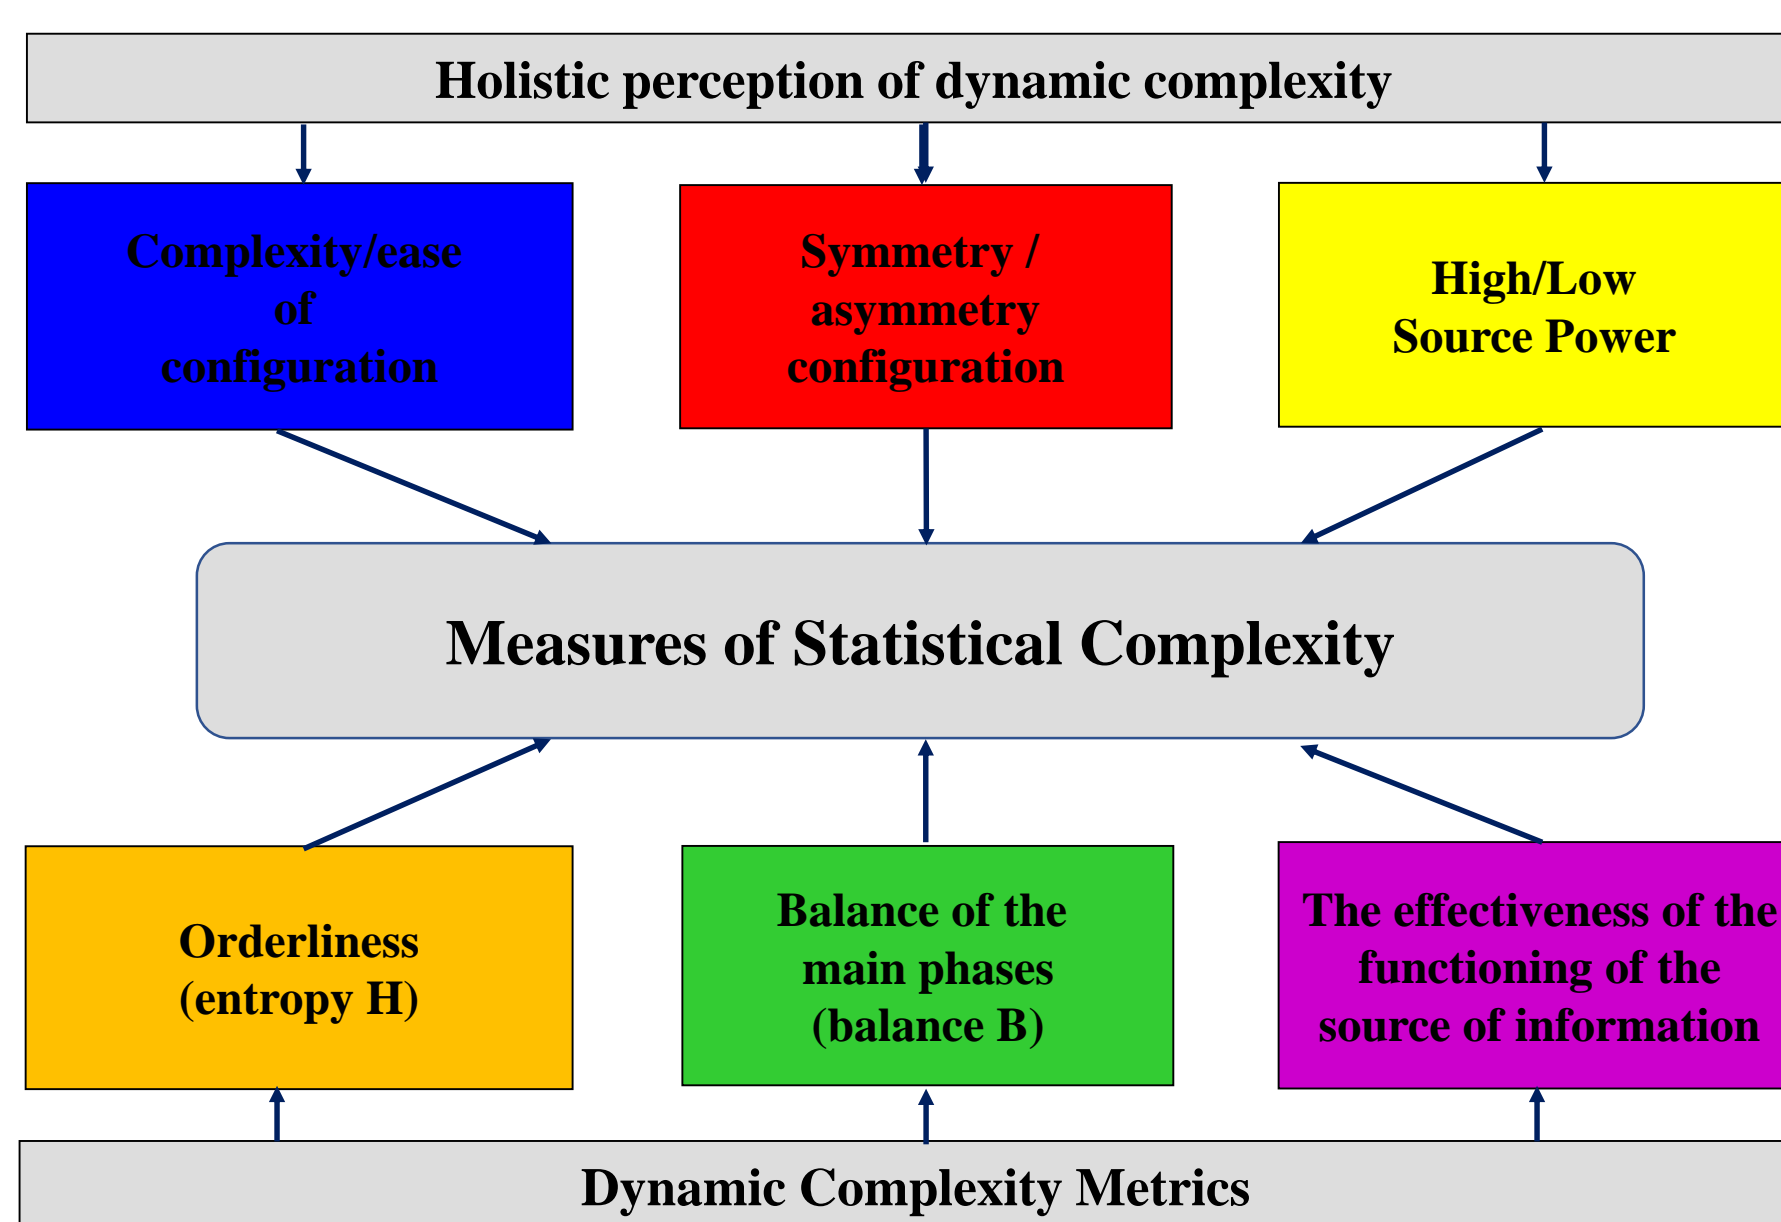 Holistic perception of dynamic complexity
Complexity/ease
of
configuration
Symmetry /
asymmetry
configuration
High/Low
Source Power
Measures of Statistical Complexity
Orderliness
(entropy H)
Balance of the
main phases
(balance B)
The effectiveness of the
functioning of the
source of information
Dynamic Complexity Metrics